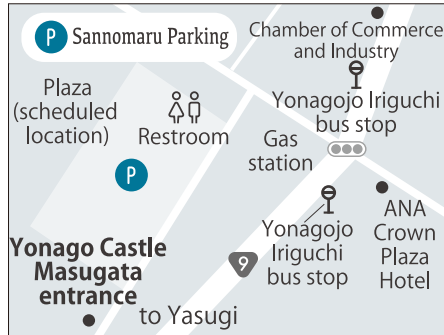 P Sannomaru Parking
Chamber of Commerce
and Industry
Yonagojo Iriguchi
bus stop
Plaza
(scheduled
location)
Restroom
Gas
station
P
Yonagojo
Iriguchi
bus stop
ANA
Crown
Plaza
Hotel
Yonago Castle
Masugata
entrance
9
to Yasugi